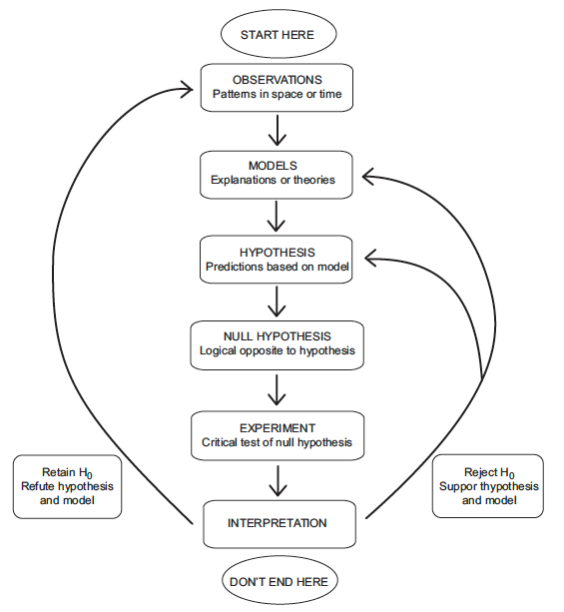 START HERE
OBSERVATIONS
Patterns in space or time
MODELS
Explanations or theories
HYPOTHESIS
Predictions based on model
NULL HYPOTHESIS
Logical opposite to hypothesis
EXPERIMENT
Critical test of null hypothesis
Retain H0
Refute hypothesis
and model
Reject H0
Suppor thypothesis
and model
INTERPRETATION
DON'T END HERE